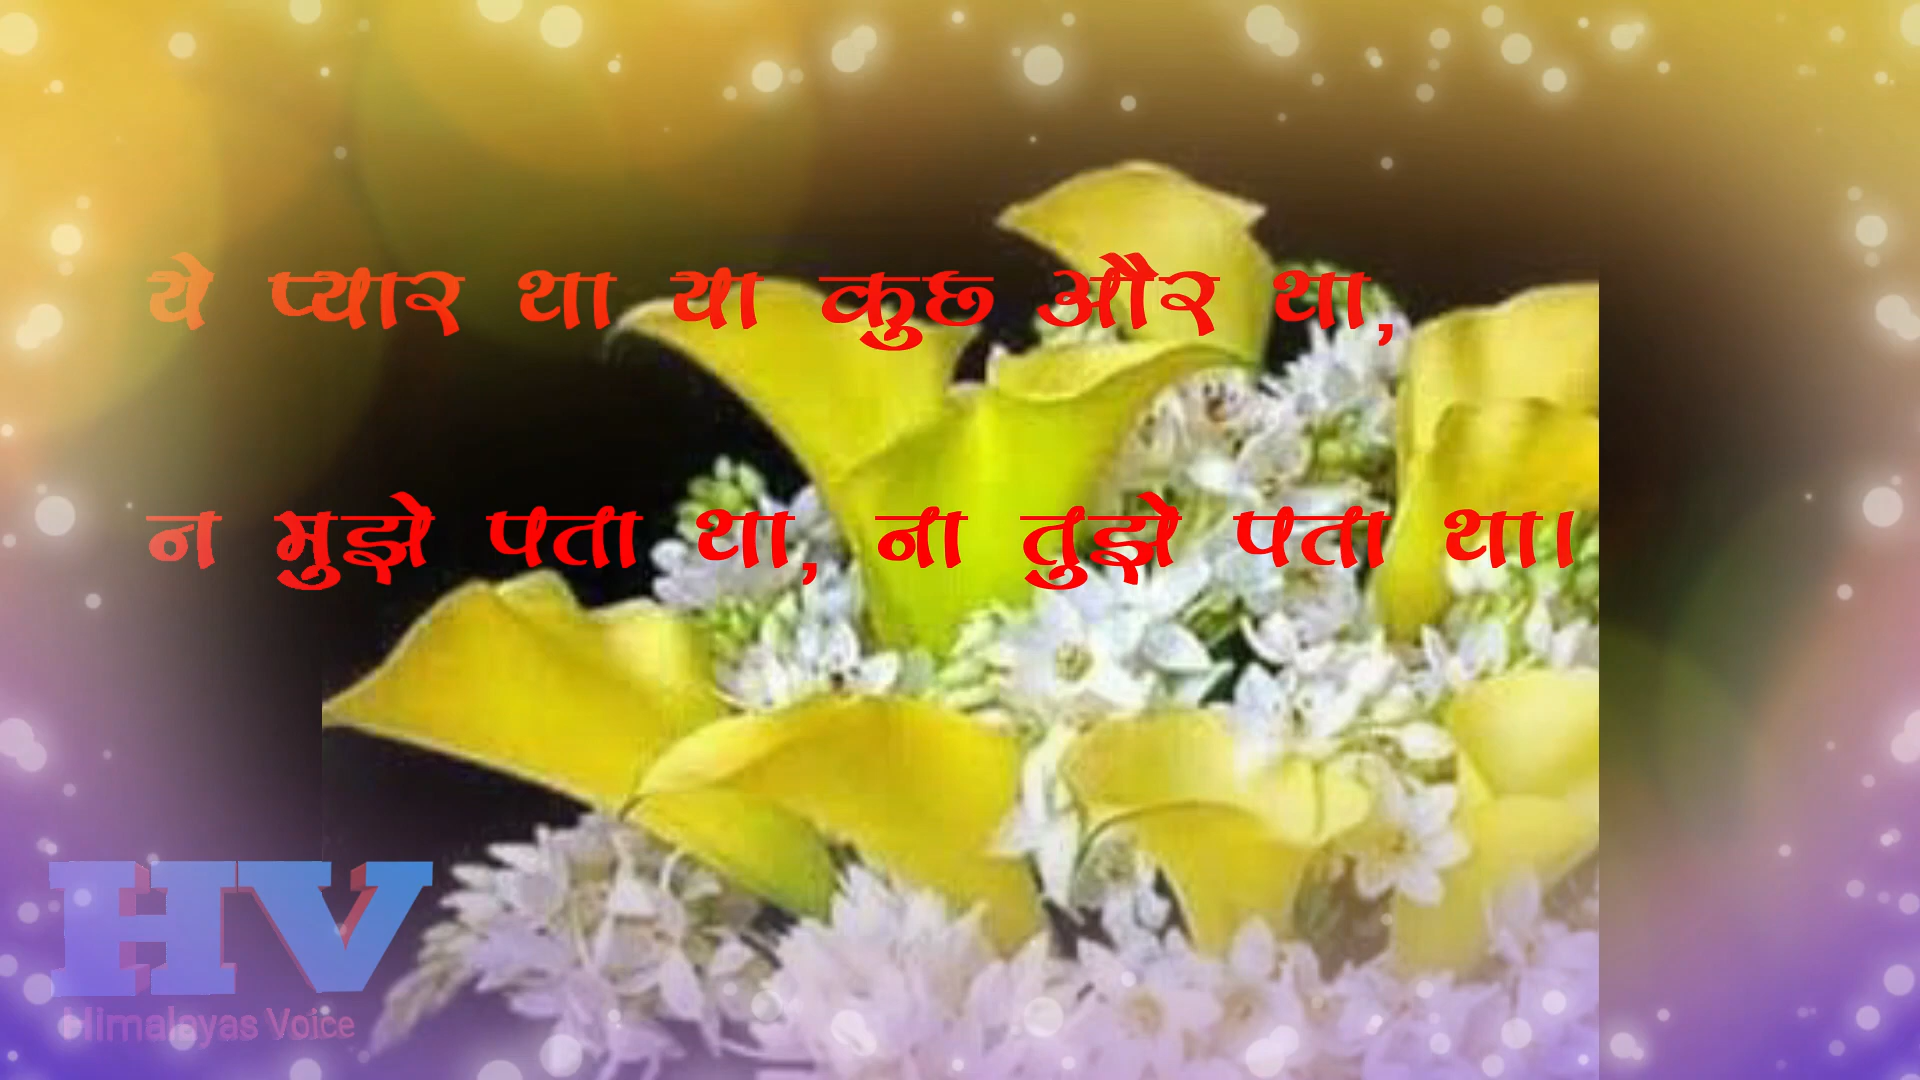 ये प्यार था या कुछ और था,
न मुझे पता था, ना तुझे पता था।
HV
Himalayas Voice